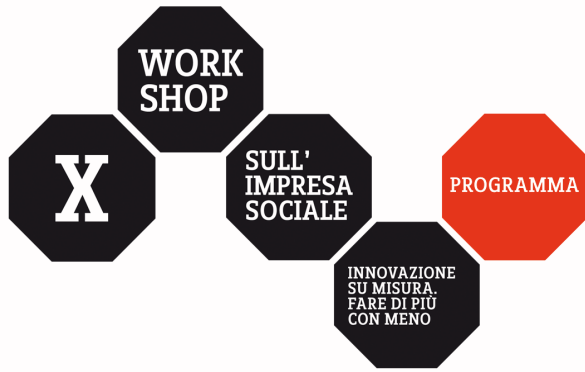 X
WORK
SHOP
SULL'
IMPRESA
SOCIALE
INNOVAZIONE
SU MISURA.
FARE DI PIÙ
CON MENO
PROGRAMMA